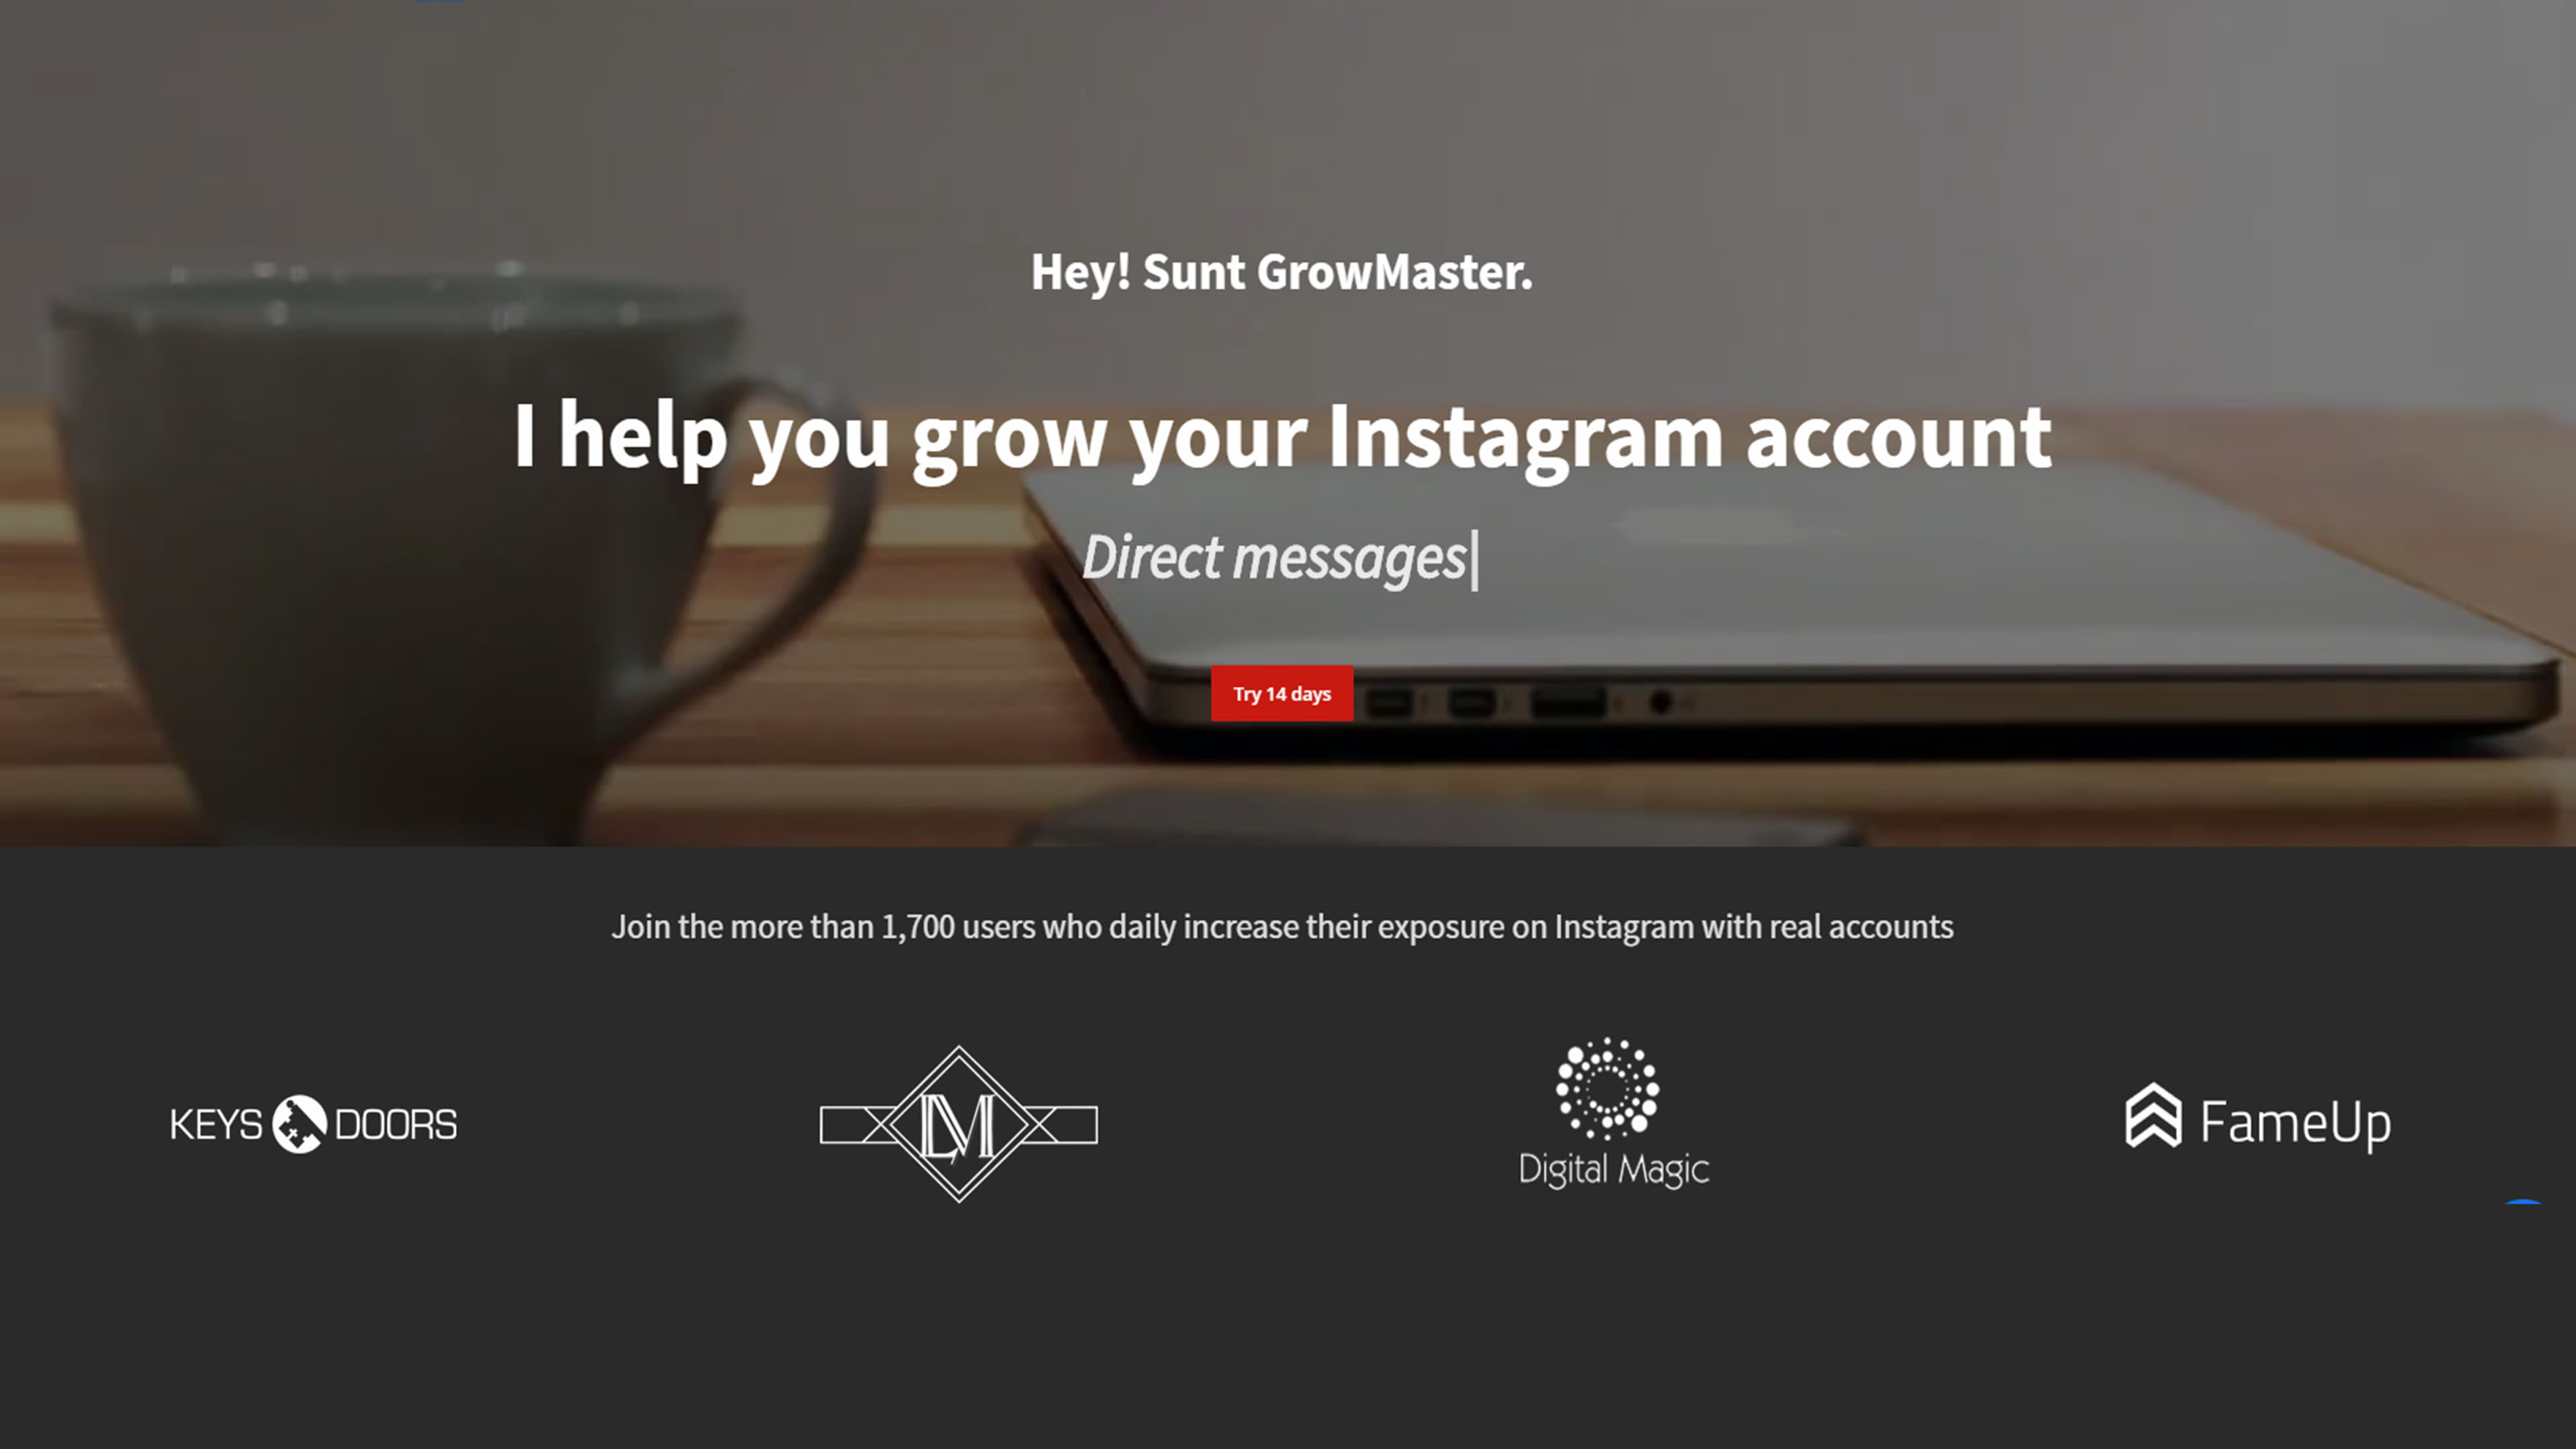 Hey! Sunt GrowMaster.
I help you grow your Instagram account
Direct messages|
Try 14 days
Join the more than 1,700 users who daily increase their exposure on Instagram with real accounts
KEYS DOORS
DM
Digital Magic
FameUp